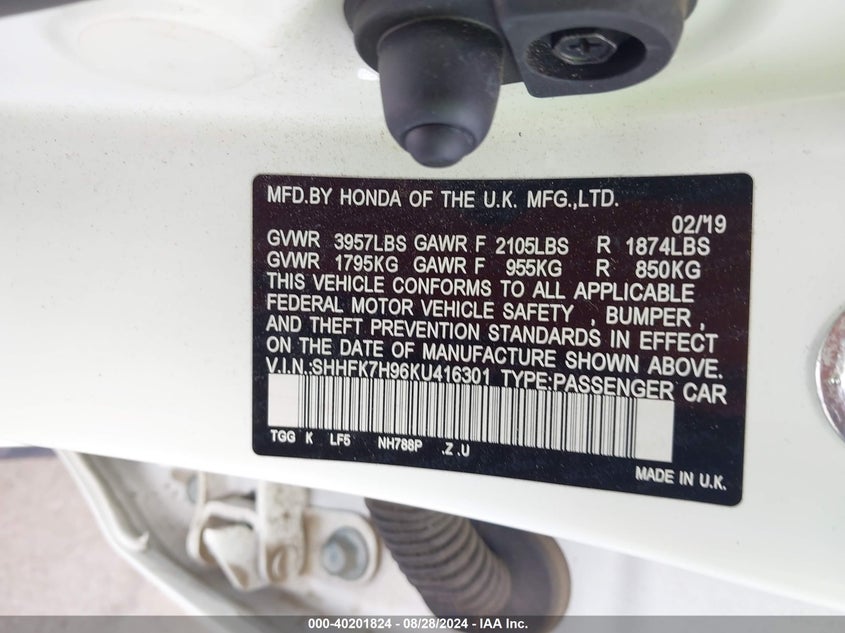 MFD.BY HONDA OF THE U.K. MFG.,LTD.
02/'19
GVWR 3957LBS GAWR F 2105LBS R 1874LBS
GVWR 1795KG GAWR F 955KG R 850KG
THIS VEHICLE CONFORMS TO ALL APPLICABLE
FEDERAL MOTOR VEHICLE SAFETY , BUMPER ,
AND THEFT PREVENTION STANDARDS IN EFFECT
ON THE DATE OF MANUFACTURE SHOWN ABOVE.
V.I.N.:SHHFK7H96KU416301 TYPE:PASSENGER CAR
TGG K LF5 NH788P .Z .U
MADE IN U.K.
000-40201824 | 08/28/2024 - IAA Inc.